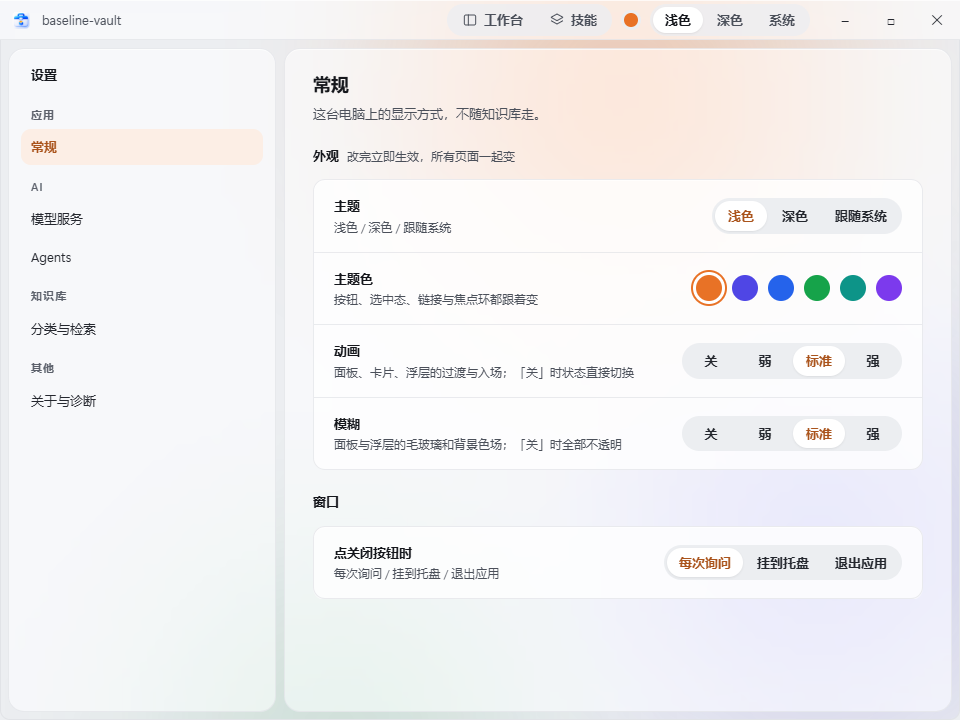 baseline-vault
工作台
技能
浅色
深色
系统
设置
应用
常规
AI
模型服务
Agents
知识库
分类与检索
其他
关于与诊断
常规
这台电脑上的显示方式，不随知识库走。
外观 改完立即生效，所有页面一起变
主题
浅色 / 深色 / 跟随系统
浅色 深色 跟随系统
主题色
按钮、选中态、链接与焦点环都跟着变
动画
面板、卡片、浮层的过渡与入场；「关」时状态直接切换
关 弱 标准 强
模糊
面板与浮层的毛玻璃和背景色场；「关」时全部不透明
关 弱 标准 强
窗口
点关闭按钮时
每次询问 / 挂到托盘 / 退出应用
每次询问 挂到托盘 退出应用